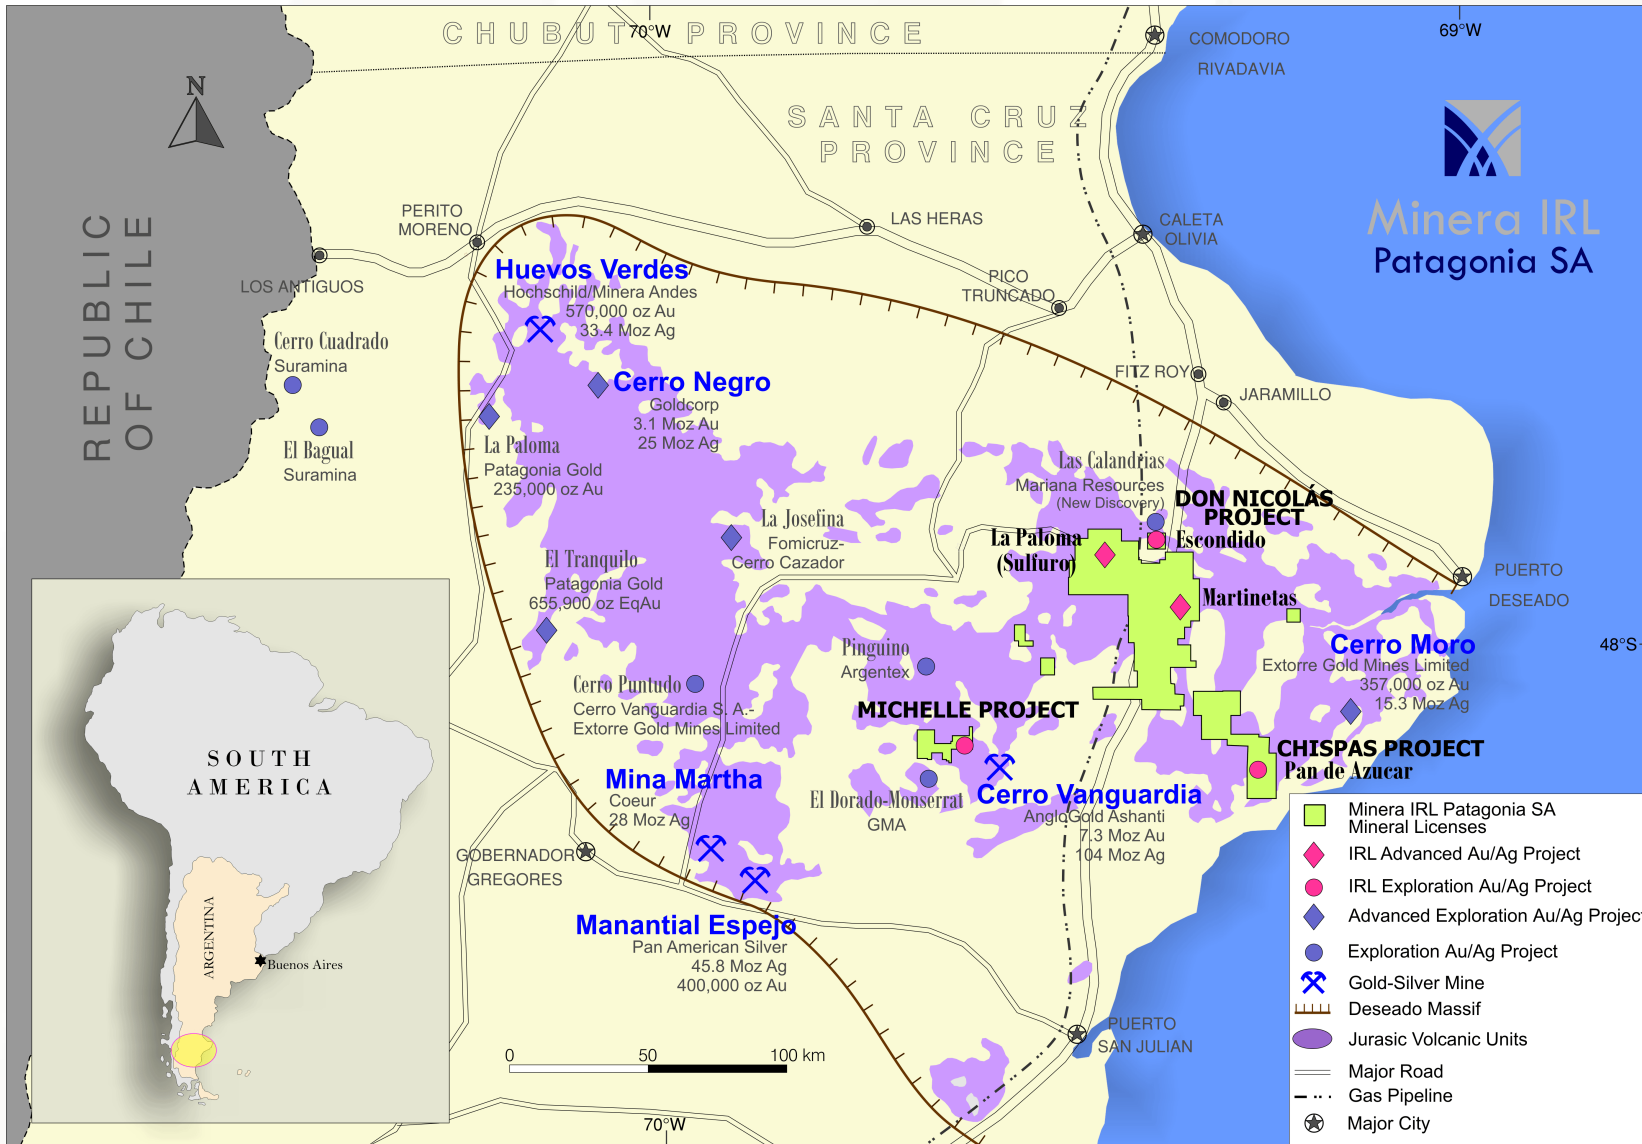 CHUBUT PROVINCE
70°W
69°W
COMODORO
RIVADAVIA
N
SANTA CRUZ
PROVINCE
Minera IRL
Patagonia SA
REPUBLIC
OF CHILE
PERITO
MORENO
LAS HERAS
CALETA
OLIVIA
LOS ANTIGUOS
PICO
TRUNCADO
Huevos Verdes
Hochschild/Minera Andes
570,000 oz Au
33.4 Moz Ag
Cerro Cuadrado
Suramina
FITZ ROY
JARAMILLO
Cerro Negro
Goldcorp
3.1 Moz Au
25 Moz Ag
El Bagual
Suramina
La Paloma
Patagonia Gold
235,000 oz Au
Las Calandrias
Mariana Resources
(New Discovery)
DON NICOLÁS
PROJECT
Escondido
La Paloma
(Sulfuro)
La Josefina
Fomicruz-
Cerro Cazador
El Tranquilo
Patagonia Gold
655,900 oz EqAu
Martinetas
PUERTO
DESEADO
48°S
Cerro Moro
Extorre Gold Mines Limited
357,000 oz Au
15.3 Moz Ag
Pinguino
Argentex
Cerro Puntudo
Cerro Vanguardia S. A.-
Extorre Gold Mines Limited
MICHELLE PROJECT
CHISPAS PROJECT
Pan de Azucar
Mina Martha
Coeur
28 Moz Ag
El Dorado-Monserrat
GMA
Cerro Vanguardia
AngloGold Ashanti
7.3 Moz Au
104 Moz Ag
GOBERNADOR
GREGORES
Manantial Espejo
Pan American Silver
45.8 Moz Ag
400,000 oz Au
PUERTO
SAN JULIAN
0 50 100 km
70°W
SOUTH
AMERICA
ARGENTINA
Buenos Aires
Minera IRL Patagonia SA
Mineral Licenses
IRL Advanced Au/Ag Project
IRL Exploration Au/Ag Project
Advanced Exploration Au/Ag Project
Exploration Au/Ag Project
Gold-Silver Mine
Deseado Massif
Jurasic Volcanic Units
Major Road
Gas Pipeline
Major City